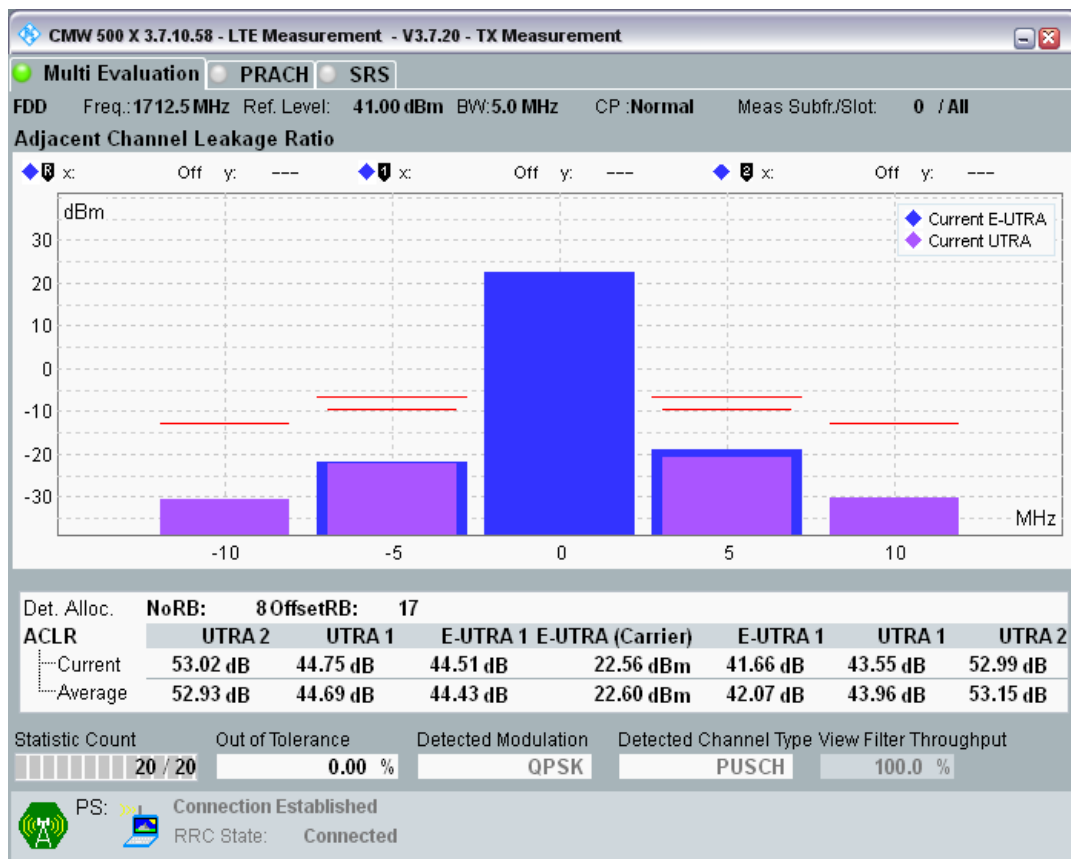 CMW 500 X 3.7.10.58 - LTE Measurement - V3.7.20 - TX Measurement
Multi Evaluation PRACH SRS
FDD Freq.: 1712.5 MHz Ref. Level: 41.00 dBm BW: 5.0 MHz CP : Normal Meas Subfr./Slot: 0 / All
Adjacent Channel Leakage Ratio
R x: Off y: --- 1 x: Off y: --- 2 x: Off y: ---
dBm
Current E-UTRA
Current UTRA
30
20
10
0
-10
-20
-30
MHz
-10 -5 0 5 10
Det. Alloc. NoRB: 8 OffsetRB: 17
ACLR UTRA 2 UTRA 1 E-UTRA 1 E-UTRA (Carrier) E-UTRA 1 UTRA 1 UTRA 2
Current 53.02 dB 44.75 dB 44.51 dB 22.56 dBm 41.66 dB 43.55 dB 52.99 dB
Average 52.93 dB 44.69 dB 44.43 dB 22.60 dBm 42.07 dB 43.96 dB 53.15 dB
Statistic Count Out of Tolerance Detected Modulation Detected Channel Type View Filter Throughput
20 / 20 0.00 % QPSK PUSCH 100.0 %
PS: Connection Established
RRC State: Connected